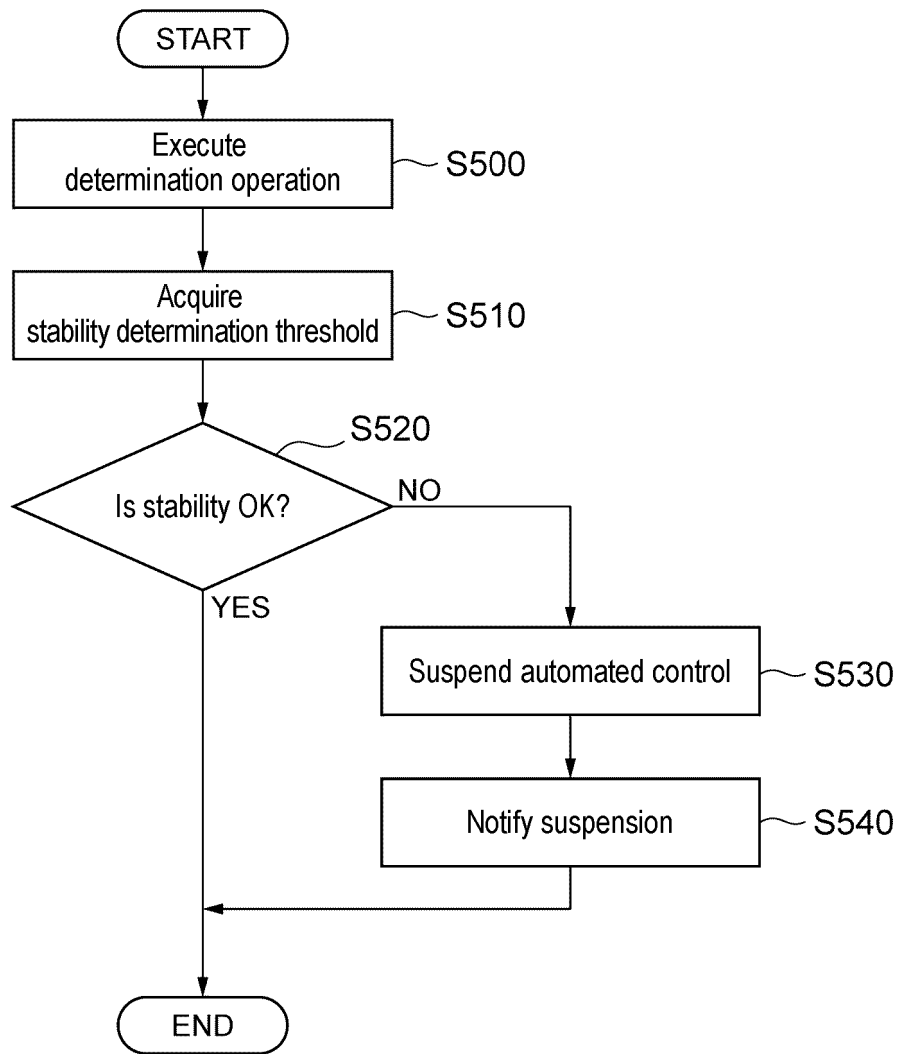 START
Execute
determination operation
S500
Acquire
stability determination threshold
S510
S520
Is stability OK?
NO
YES
Suspend automated control
S530
Notify suspension
S540
END